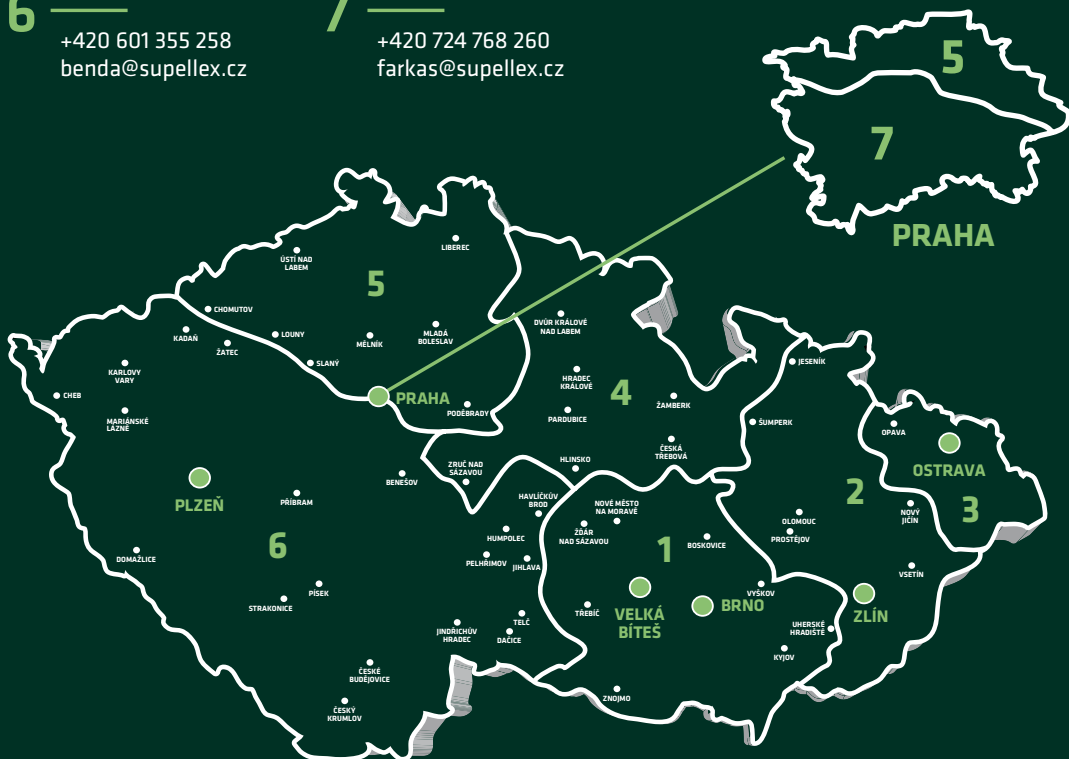 6
+420 601 355 258
benda@supellex.cz
7
+420 724 768 260
farkas@supellex.cz
5
7
PRAHA
LIBEREC
ÚSTÍ NAD
LABEM
5
CHOMUTOV
KADAŇ
ŽATEC
LOUNY
SLANÝ
MĚLNÍK
MLADÁ
BOLESLAV
DVŮR KRÁLOVÉ
NAD LABEM
JESENÍK
KARLOVY
VARY
CHEB
MARIÁNSKÉ
LÁZNĚ
PRAHA
PODĚBRADY
HRADEC
KRÁLOVÉ
4
PARDUBICE
ŽAMBERK
ŠUMPERK
OPAVA
OSTRAVA
ČESKÁ
TŘEBOVÁ
HLINSKO
ZRUČ NAD
SÁZAVOU
BENEŠOV
PLZEŇ
PŘÍBRAM
6
HAVLÍČKŮV
BROD
NOVÉ MĚSTO
NA MORAVĚ
ŽĎÁR
NAD SÁZAVOU
1
BOSKOVICE
OLOMOUC
PROSTĚJOV
2
NOVÝ
JIČÍN
3
HUMPOLEC
PELHŘIMOV
JIHLAVA
DOMAŽLICE
PÍSEK
STRAKONICE
VSETÍN
VYŠKOV
ZLÍN
TŘEBÍČ
VELKÁ
BÍTEŠ
BRNO
UHERSKÉ
HRADIŠTĚ
KYJOV
JINDŘICHŮV
HRADEC
TELČ
DAČICE
ČESKÉ
BUDĚJOVICE
ČESKÝ
KRUMLOV
ZNOJMO